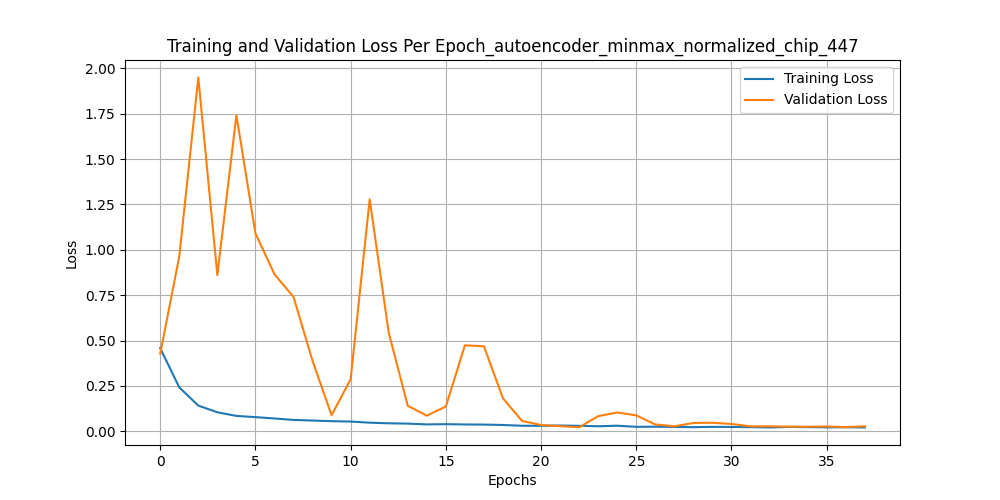 Training and Validation Loss Per Epoch_autoencoder_minmax_normalized_chip_447
Training Loss
Validation Loss
2.00
1.75
1.50
1.25
1.00
0.75
0.50
0.25
0.00
Loss
0 5 10 15 20 25 30 35
Epochs